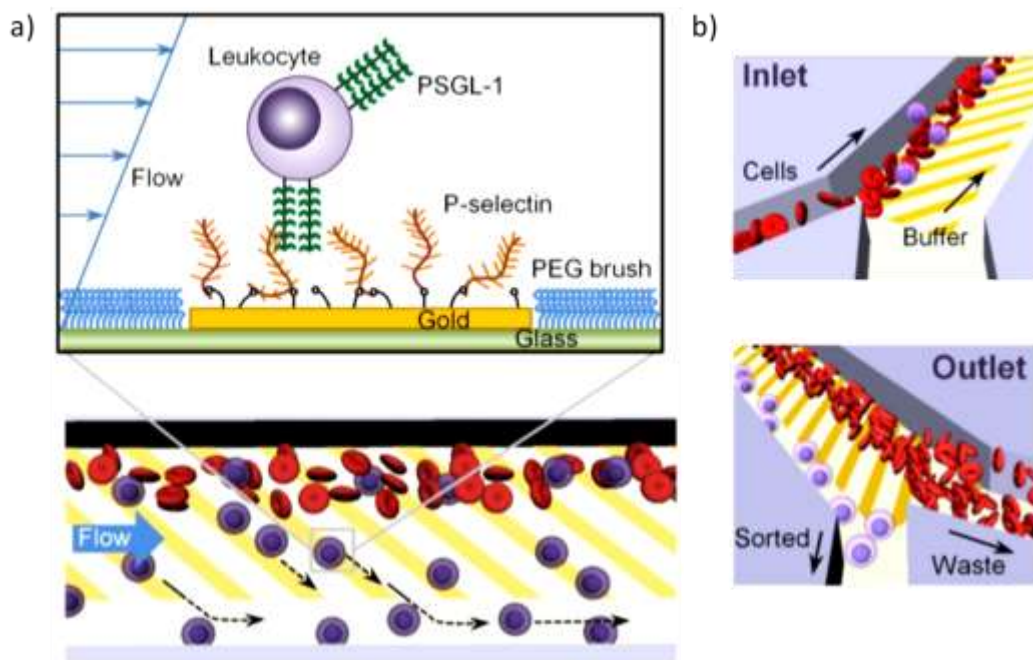 a)
Leukocyte
PSGL-1
Flow
P-selectin
PEG brush
Gold
Glass
Flow
b)
Inlet
Cells
Buffer
Outlet
Sorted
Waste